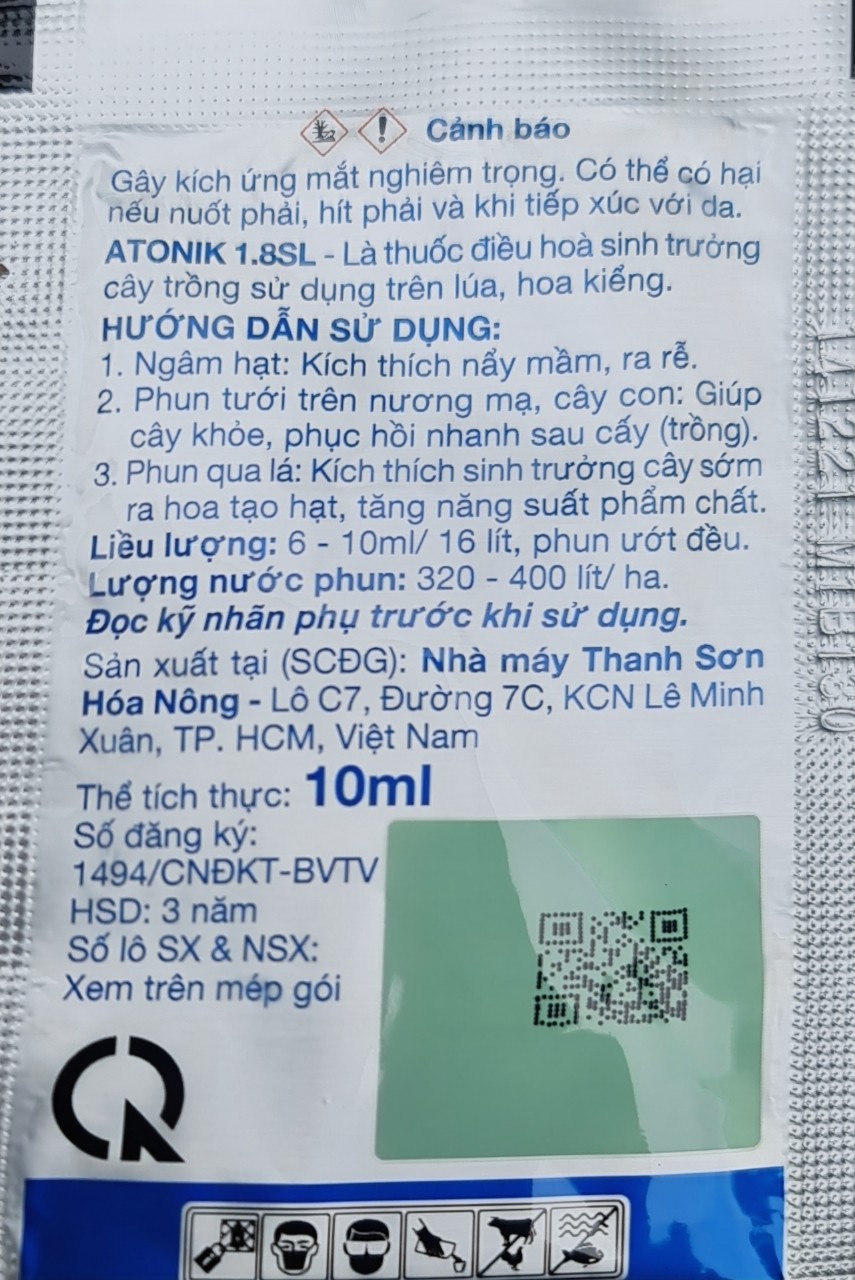 Cảnh báo
Gây kích ứng mắt nghiêm trọng. Có thể có hại
nếu nuốt phải, hít phải và khi tiếp xúc với da.
ATONIK 1.8SL - Là thuốc điều hoà sinh trưởng
cây trồng sử dụng trên lúa, hoa kiểng.
HƯỚNG DẪN SỬ DỤNG:
1. Ngâm hạt: Kích thích nẩy mầm, ra rễ.
2. Phun tưới trên nương mạ, cây con: Giúp
cây khỏe, phục hồi nhanh sau cấy (trồng).
3. Phun qua lá: Kích thích sinh trưởng cây sớm
ra hoa tạo hạt, tăng năng suất phẩm chất.
Liều lượng: 6 - 10ml/ 16 lít, phun ướt đều.
Lượng nước phun: 320 - 400 lít/ ha.
Đọc kỹ nhãn phụ trước khi sử dụng.
Sản xuất tại (SCĐG): Nhà máy Thanh Sơn
Hóa Nông - Lô C7, Đường 7C, KCN Lê Minh
Xuân, TP. HCM, Việt Nam
Thể tích thực: 10ml
Số đăng ký:
1494/CNĐKT-BVTV
HSD: 3 năm
Số lô SX & NSX:
Xem trên mép gói